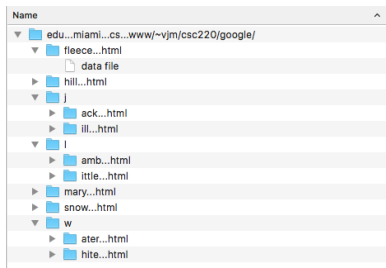 Name
edu...miami...cs...www/~vjm/csc220/google/
fleece...html
data file
hill...html
j
ack...html
ill...html
l
amb...html
ittle...html
mary...html
snow...html
w
ater...html
hite...html